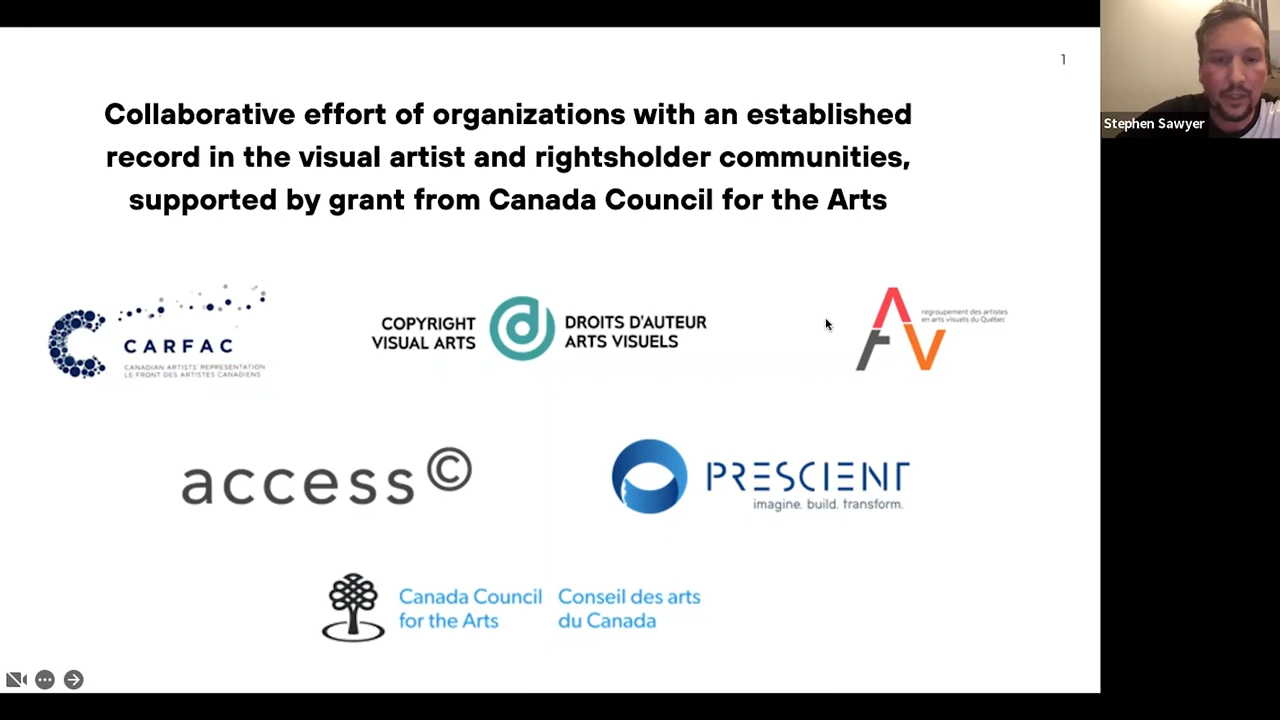 1
Stephen Sawyer
Collaborative effort of organizations with an established
record in the visual artist and rightsholder communities,
supported by grant from Canada Council for the Arts
CARFAC
CANADIAN ARTISTS' REPRESENTATION
LE FRONT DES ARTISTES CANADIENS
COPYRIGHT
VISUAL ARTS
DROITS D'AUTEUR
ARTS VISUELS
AV
regroupement des artistes
en arts visuels du Québec
access©
PRESCIENT
imagine. build. transform.
Canada Council
for the Arts
Conseil des arts
du Canada